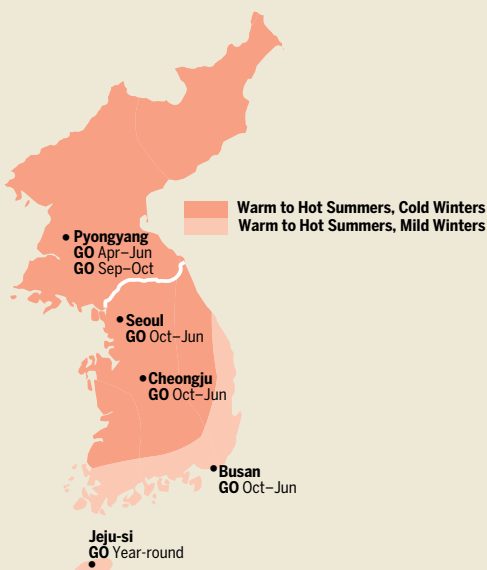 Warm to Hot Summers, Cold Winters
Warm to Hot Summers, Mild Winters
Pyongyang
GO Apr–Jun
GO Sep–Oct
Seoul
GO Oct–Jun
Cheongju
GO Oct–Jun
Busan
GO Oct–Jun
Jeju-si
GO Year-round